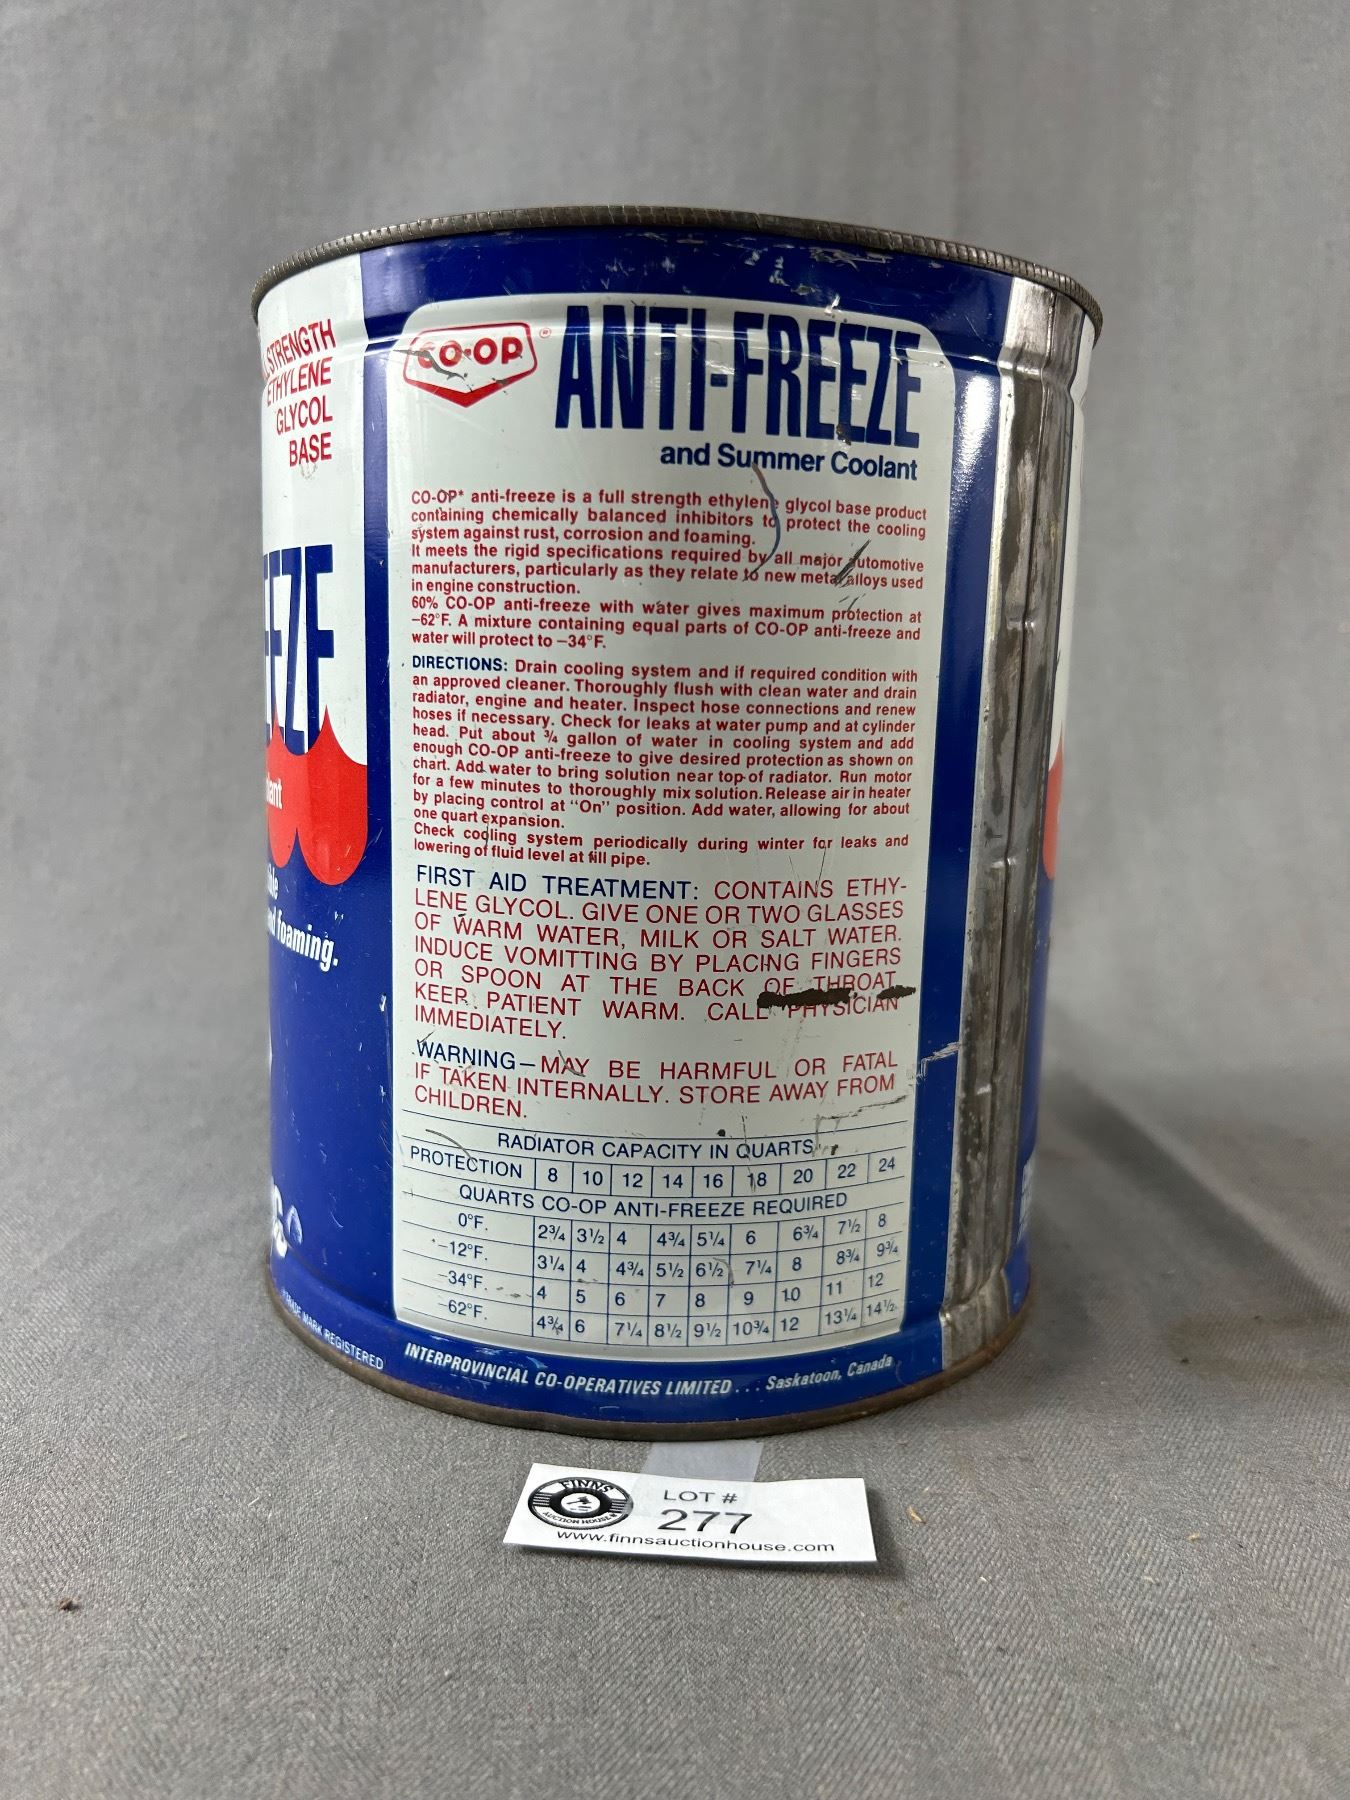 STRENGTH
ETHYLENE
GLYCOL
BASE
and foaming.
TRADE MARK REGISTERED
CO-OP ® ANTI-FREEZE
and Summer Coolant
CO-OP* anti-freeze is a full strength ethylene glycol base product
containing chemically balanced inhibitors to protect the cooling
system against rust, corrosion and foaming.
It meets the rigid specifications required by all major automotive
manufacturers, particularly as they relate to new metal alloys used
in engine construction.
60% CO-OP anti-freeze with water gives maximum protection at
–62°F. A mixture containing equal parts of CO-OP anti-freeze and
water will protect to –34°F.
DIRECTIONS: Drain cooling system and if required condition with
an approved cleaner. Thoroughly flush with clean water and drain
radiator, engine and heater. Inspect hose connections and renew
hoses if necessary. Check for leaks at water pump and at cylinder
head. Put about ¾ gallon of water in cooling system and add
enough CO-OP anti-freeze to give desired protection as shown on
chart. Add water to bring solution near top of radiator. Run motor
for a few minutes to thoroughly mix solution. Release air in heater
by placing control at "On" position. Add water, allowing for about
one quart expansion.
Check cooling system periodically during winter for leaks and
lowering of fluid level at fill pipe.
FIRST AID TREATMENT: CONTAINS ETHY-
LENE GLYCOL. GIVE ONE OR TWO GLASSES
OF WARM WATER, MILK OR SALT WATER.
INDUCE VOMITTING BY PLACING FINGERS
OR SPOON AT THE BACK OF THROAT.
KEEP PATIENT WARM. CALL PHYSICIAN
IMMEDIATELY.
WARNING – MAY BE HARMFUL OR FATAL
IF TAKEN INTERNALLY. STORE AWAY FROM
CHILDREN.
RADIATOR CAPACITY IN QUARTS
PROTECTION 8 10 12 14 16 18 20 22 24
QUARTS CO-OP ANTI-FREEZE REQUIRED
0°F. 2¾ 3½ 4 4¾ 5¼ 6 6¾ 7½ 8
–12°F. 3¼ 4 4¾ 5½ 6½ 7¼ 8 8¾ 9¾
–34°F. 4 5 6 7 8 9 10 11 12
–62°F. 4¾ 6 7¼ 8½ 9½ 10¾ 12 13¼ 14½
INTERPROVINCIAL CO-OPERATIVES LIMITED . . . Saskatoon, Canada
FINNS
AUCTION HOUSE
LOT #
277
www.finnsauctionhouse.com